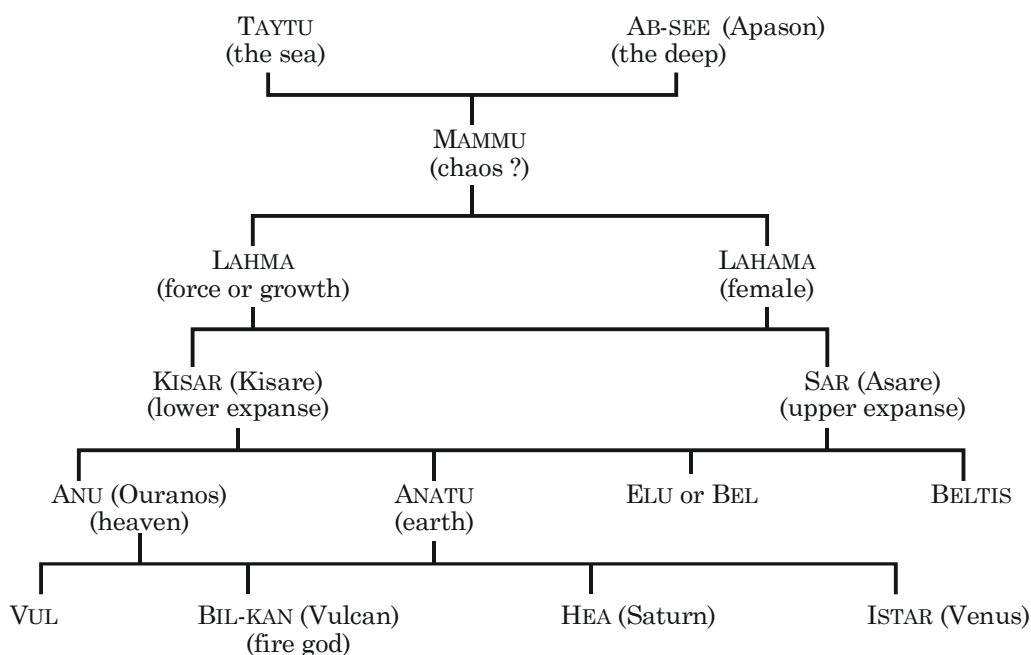 TAYTU AB-SEE (Apason)
(the sea) (the deep)
MAMMU
(chaos ?)
LAHMA LAHAMA
(force or growth) (female)
KISAR (Kisare) SAR (Asare)
(lower expanse) (upper expanse)
ANU (Ouranos) ANATU ELU or BEL BELTIS
(heaven) (earth)
VUL BIL-KAN (Vulcan) HEA (Saturn) ISTAR (Venus)
(fire god)